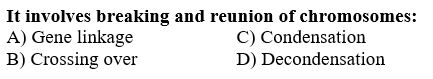 It involves breaking and reunion of chromosomes:
A) Gene linkage C) Condensation
B) Crossing over D) Decondensation